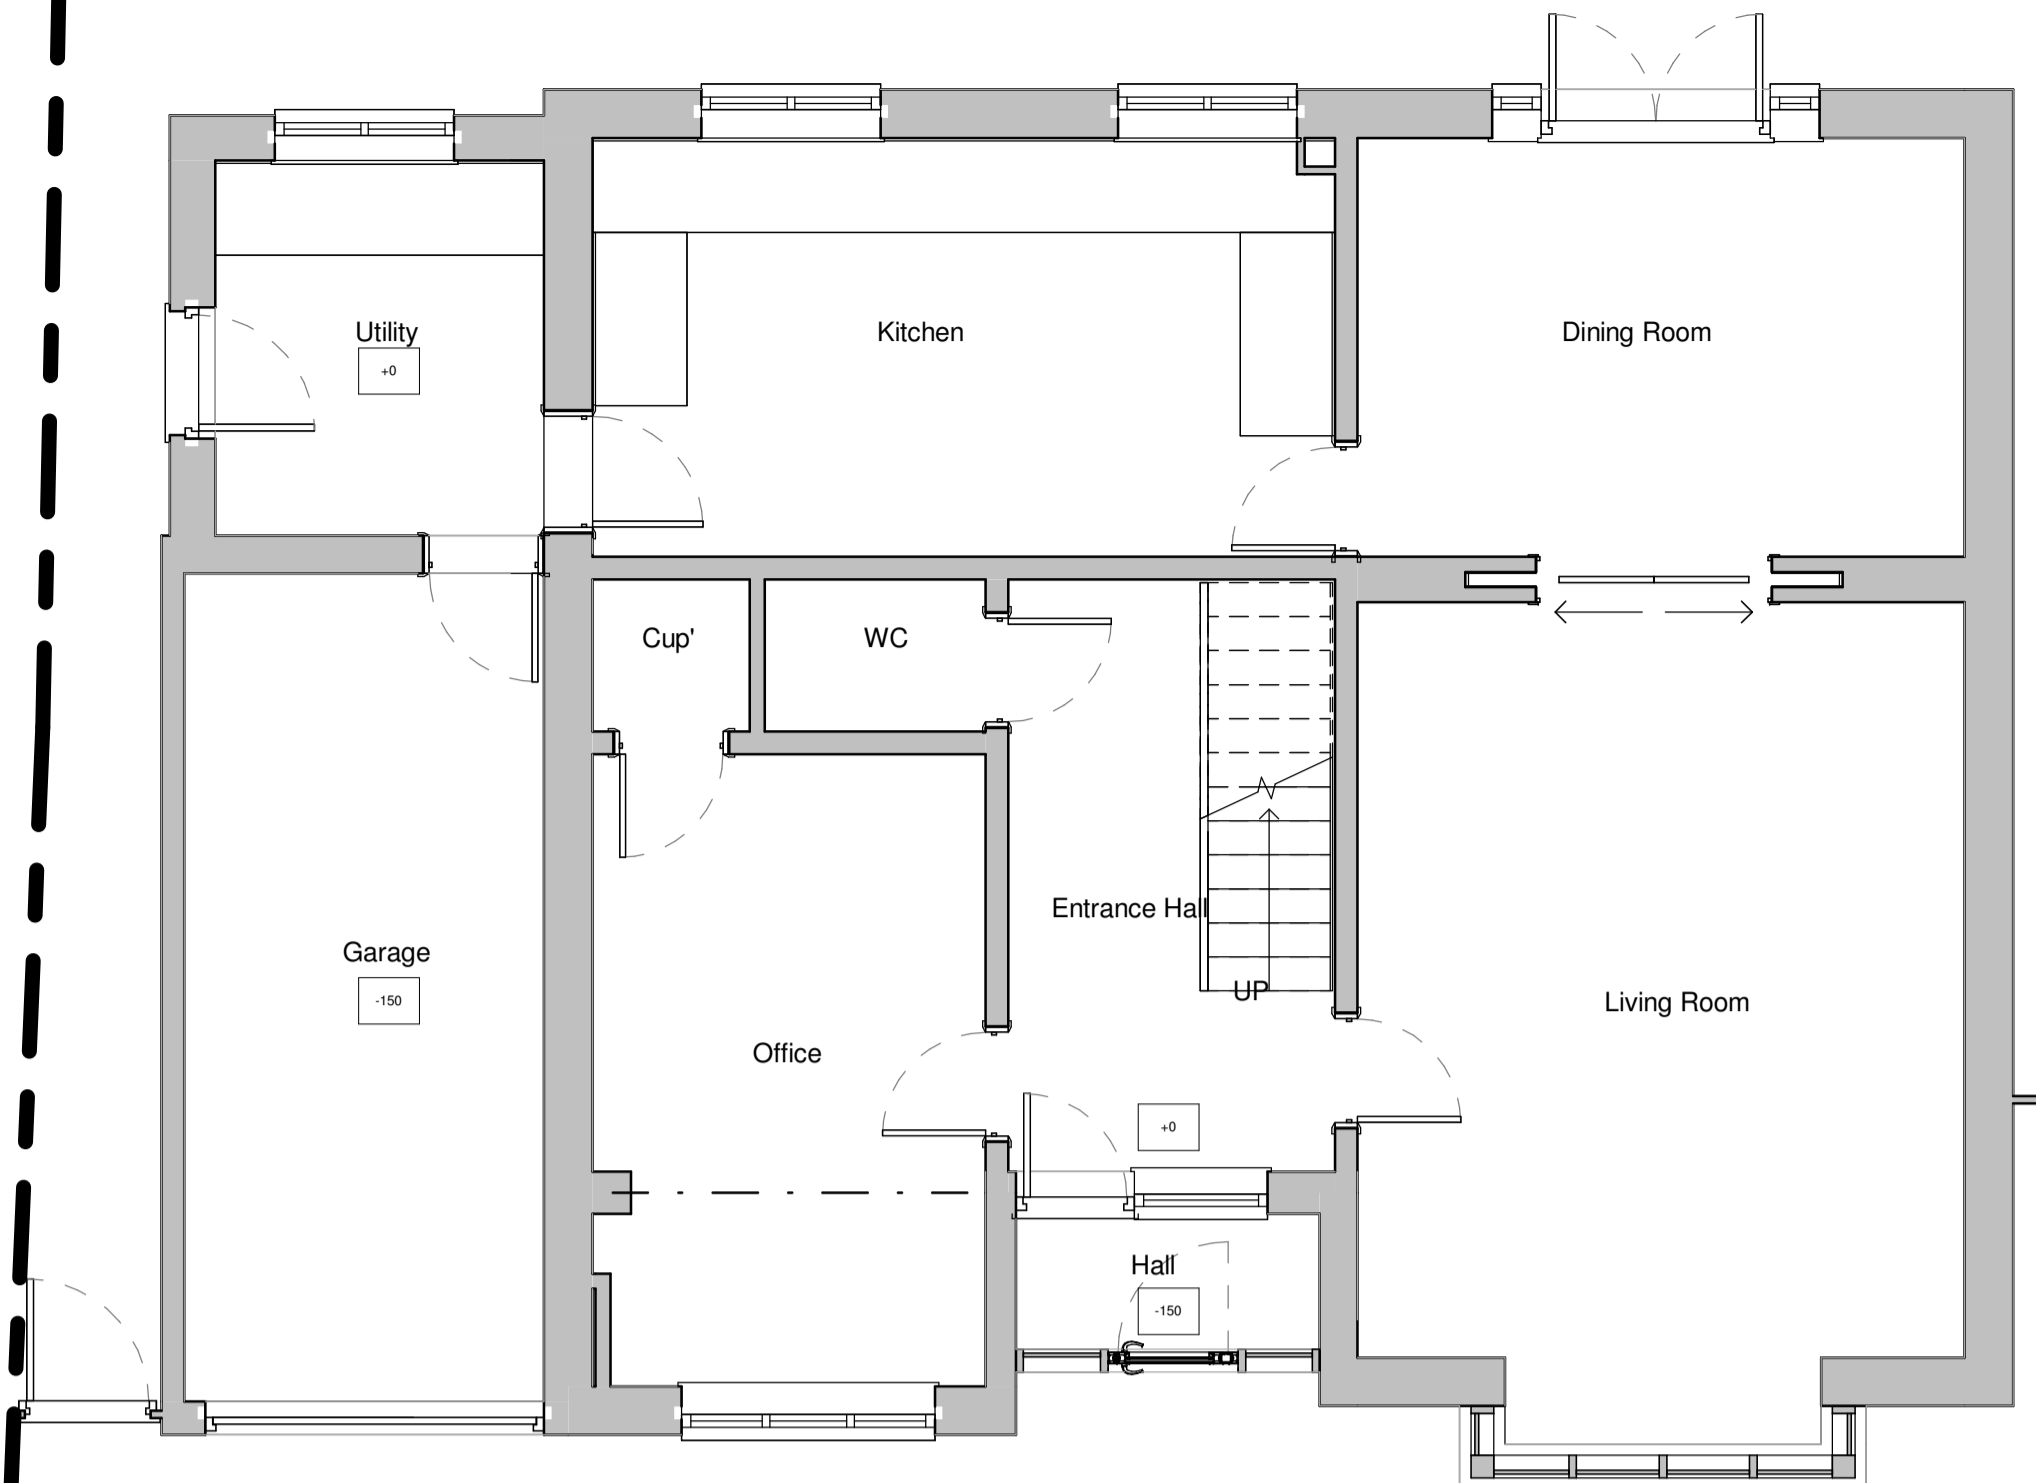 Utility
+0
Kitchen
Dining Room
Cup'
WC
Entrance Hall
UP
Garage
-150
Office
Living Room
+0
Hall
-150